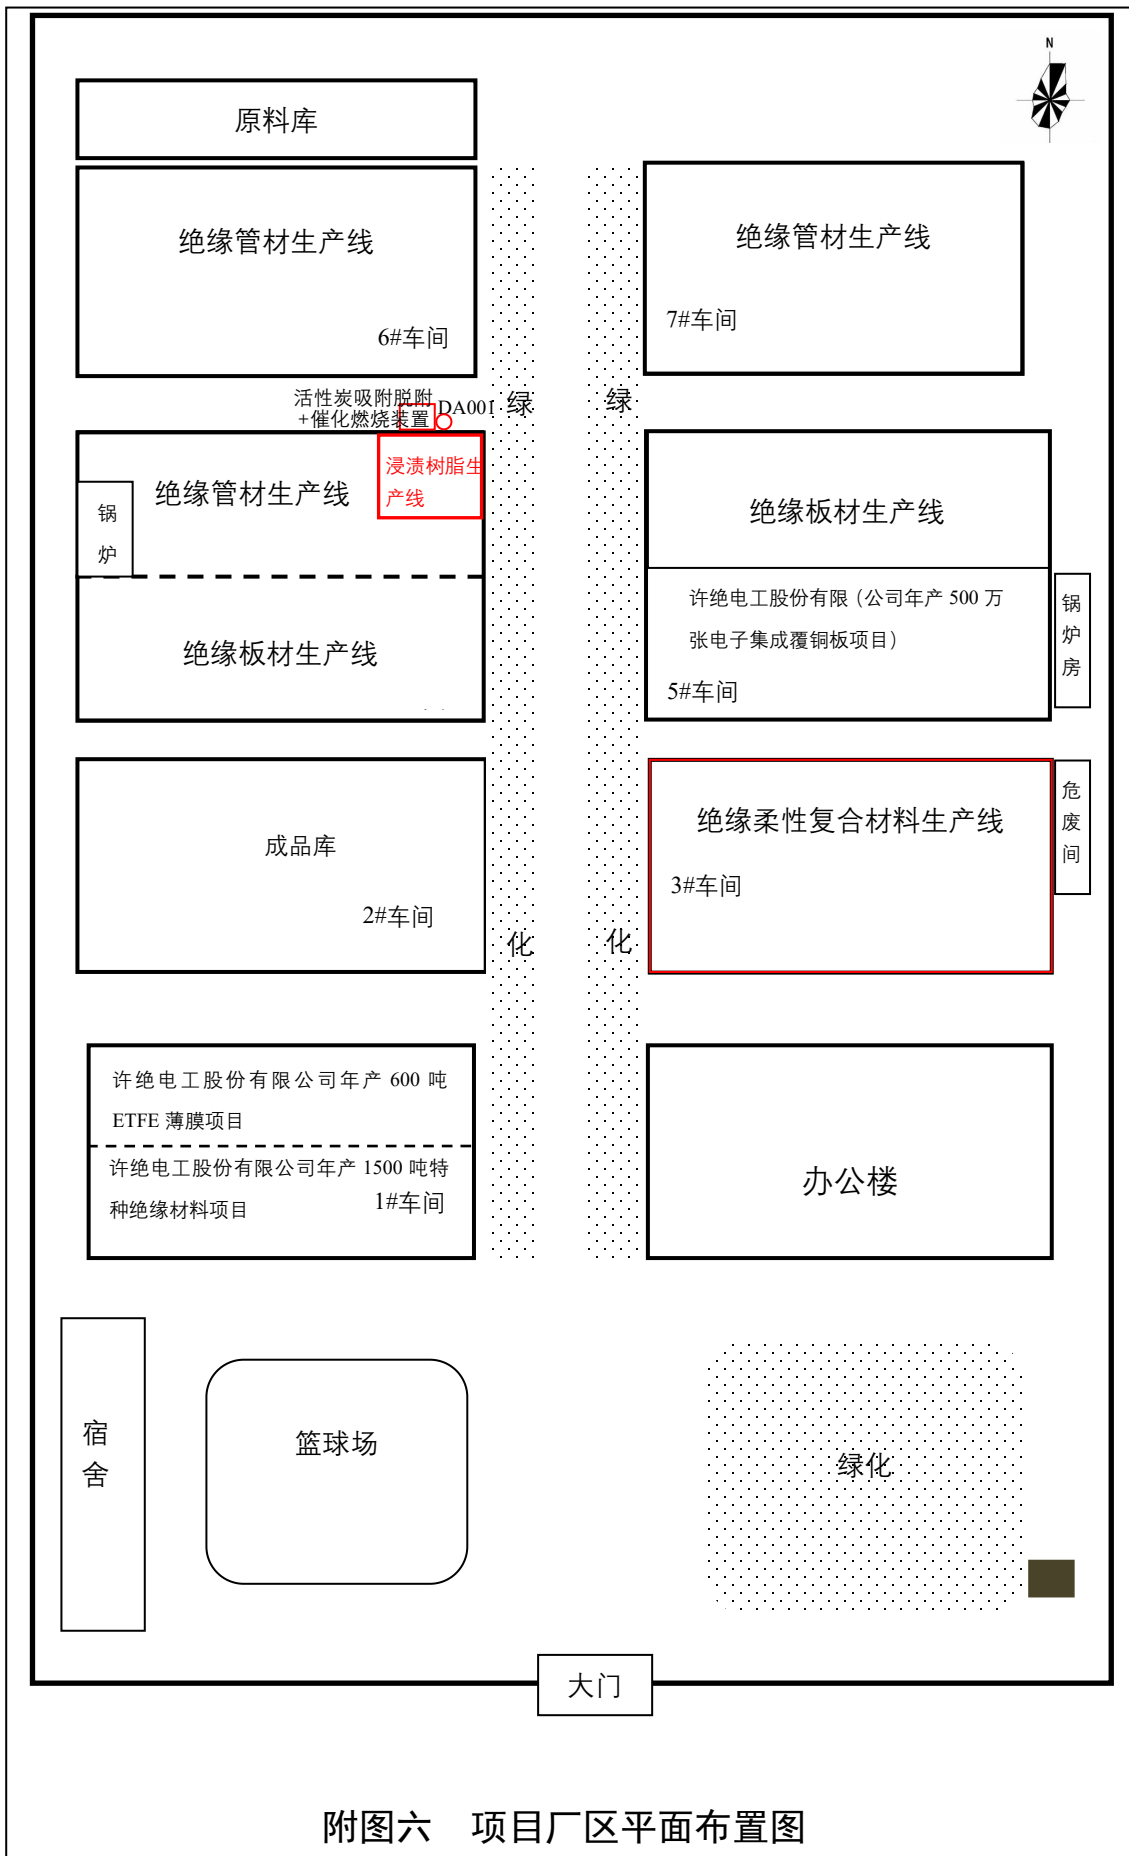 N
原料库
绝缘管材生产线
6#车间
绝缘管材生产线
7#车间
活性炭吸附脱附
+催化燃烧装置
DA001
绿
绿
浸渍树脂生
产线
绝缘管材生产线
锅
炉
绝缘板材生产线
绝缘板材生产线
许绝电工股份有限（公司年产 500 万
张电子集成覆铜板项目）
5#车间
锅
炉
房
成品库
2#车间
绝缘柔性复合材料生产线
3#车间
危
废
间
化
化
许绝电工股份有限公司年产 600 吨
ETFE 薄膜项目
许绝电工股份有限公司年产 1500 吨特
种绝缘材料项目
1#车间
办公楼
宿
舍
篮球场
绿化
大门
附图六 项目厂区平面布置图